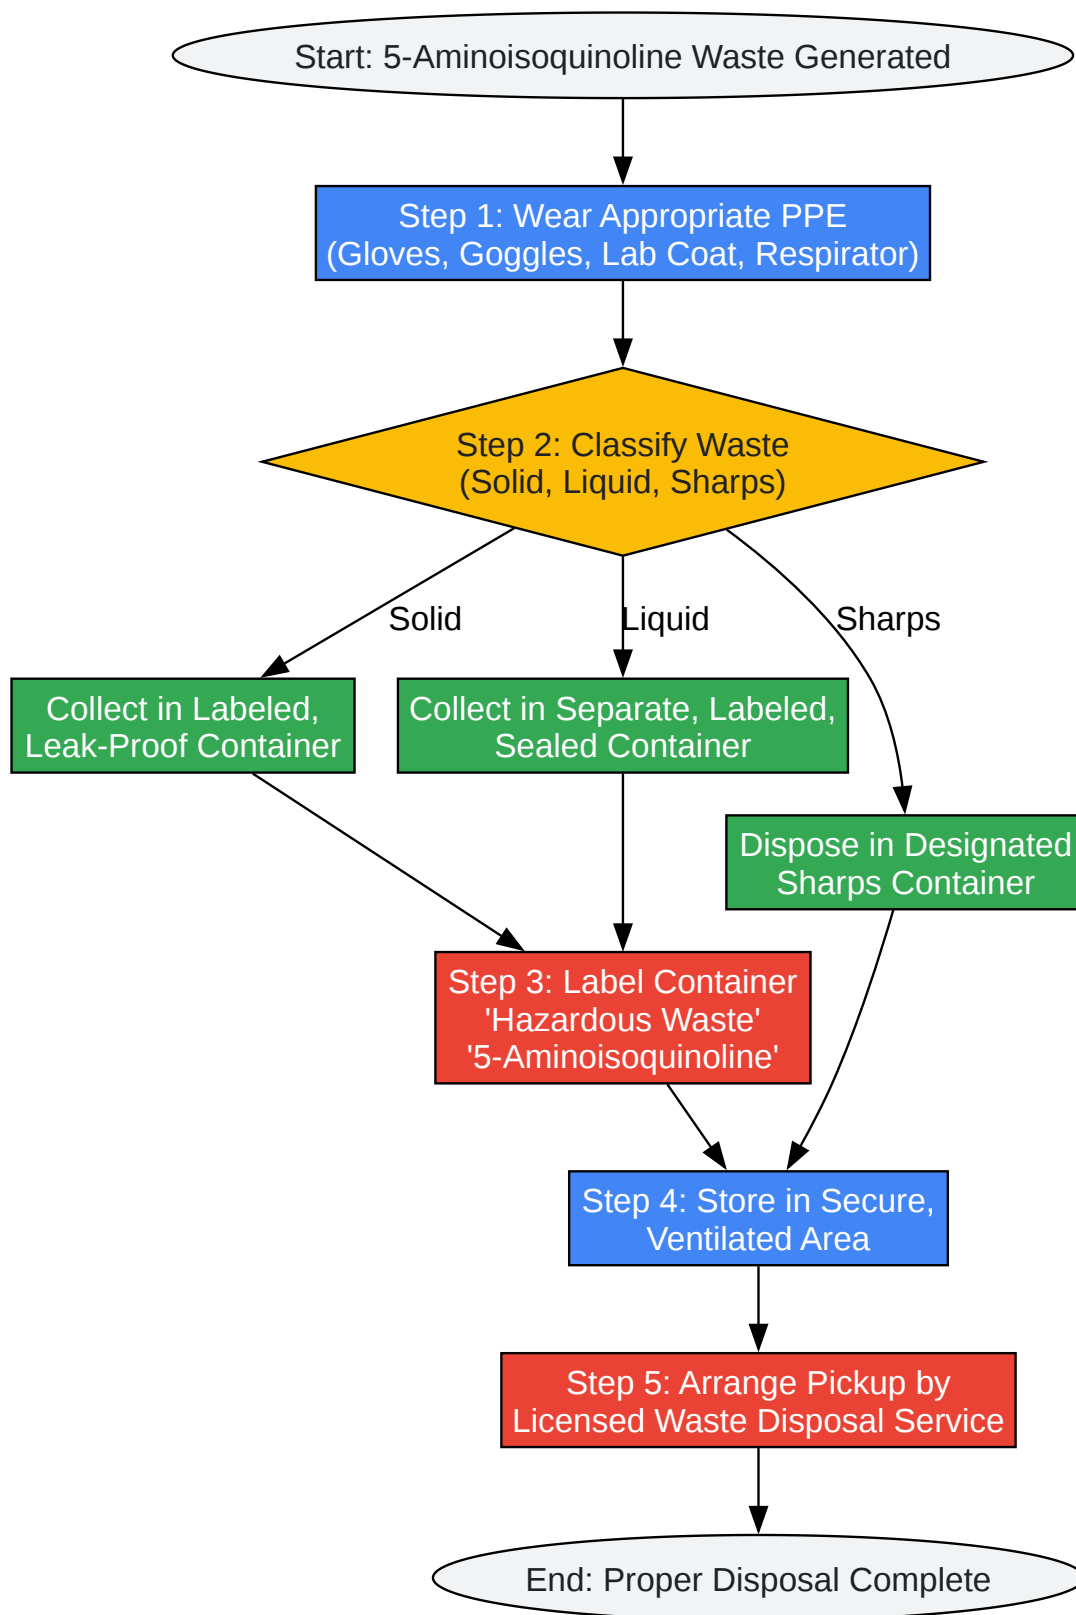 Start: 5-Aminoisoquinoline Waste Generated
Step 1: Wear Appropriate PPE
(Gloves, Goggles, Lab Coat, Respirator)
Step 2: Classify Waste
(Solid, Liquid, Sharps)
Solid
Liquid
Sharps
Collect in Labeled,
Leak-Proof Container
Collect in Separate, Labeled,
Sealed Container
Dispose in Designated
Sharps Container
Step 3: Label Container
'Hazardous Waste'
'5-Aminoisoquinoline'
Step 4: Store in Secure,
Ventilated Area
Step 5: Arrange Pickup by
Licensed Waste Disposal Service
End: Proper Disposal Complete